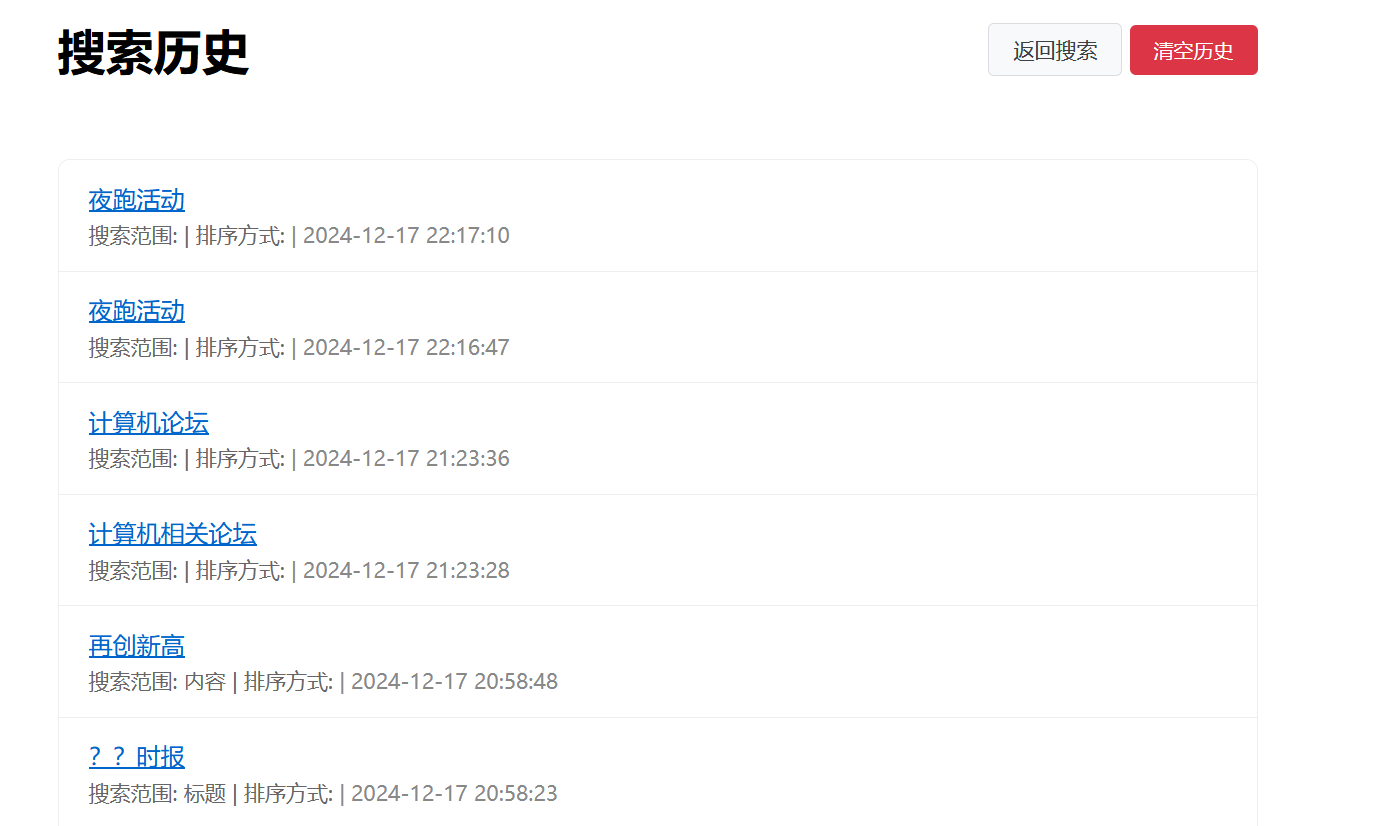 搜索历史
返回搜索 清空历史
夜跑活动
搜索范围: | 排序方式: | 2024-12-17 22:17:10
夜跑活动
搜索范围: | 排序方式: | 2024-12-17 22:16:47
计算机论坛
搜索范围: | 排序方式: | 2024-12-17 21:23:36
计算机相关论坛
搜索范围: | 排序方式: | 2024-12-17 21:23:28
再创新高
搜索范围: 内容 | 排序方式: | 2024-12-17 20:58:48
？？时报
搜索范围: 标题 | 排序方式: | 2024-12-17 20:58:23